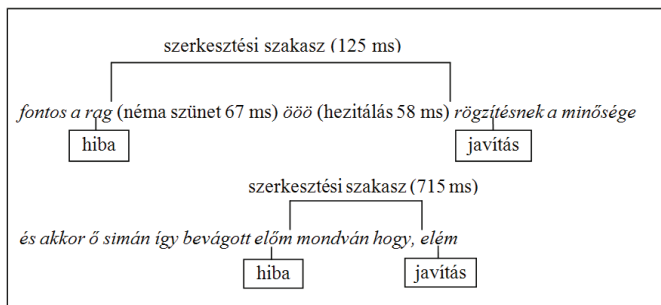 szerkesztési szakasz (125 ms)
fontos a rag (néma szünet 67 ms) ööö (hezitálás 58 ms) rögzítésnek a minősége
hiba
javítás
szerkesztési szakasz (715 ms)
és akkor ő simán így bevágott előm mondván hogy, elém
hiba
javítás